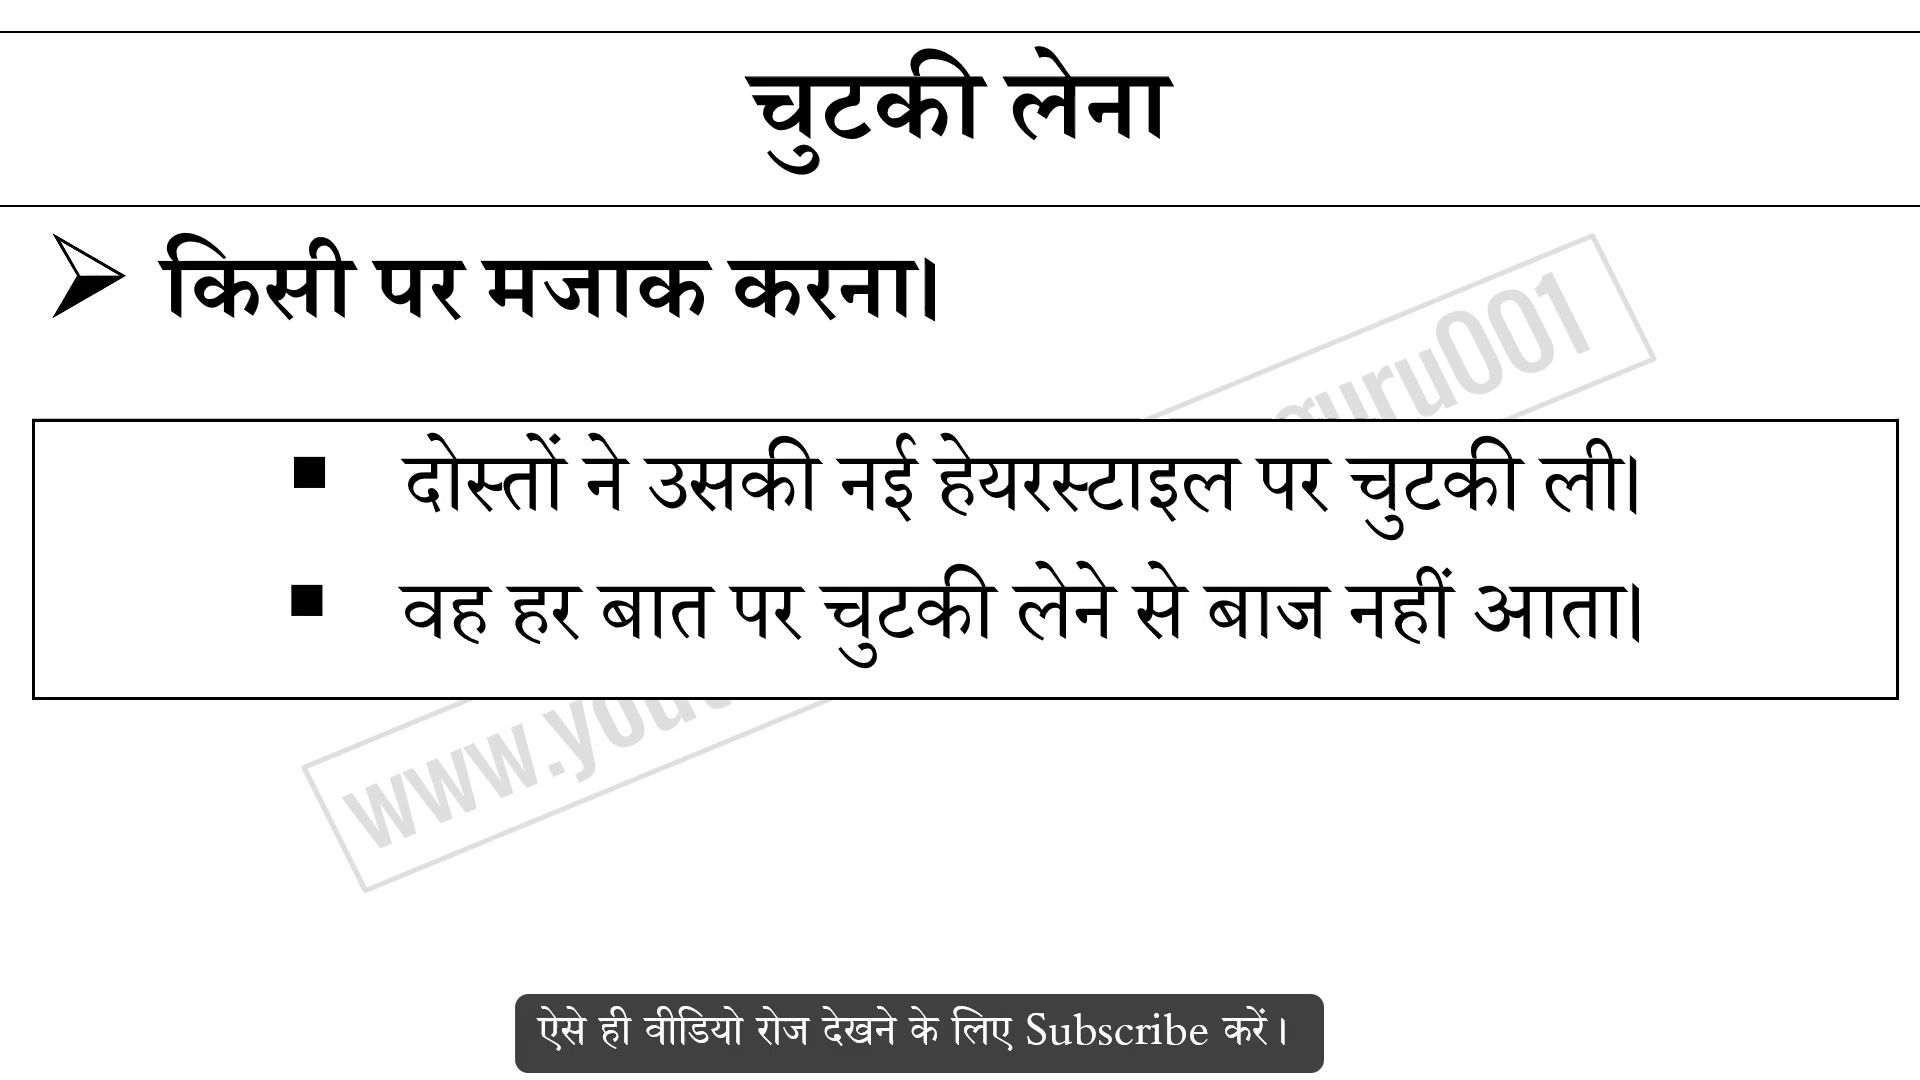 चुटकी लेना
किसी पर मजाक करना।
दोस्तों ने उसकी नई हेयरस्टाइल पर चुटकी ली।
वह हर बात पर चुटकी लेने से बाज नहीं आता।
ऐसे ही वीडियो रोज देखने के लिए Subscribe करें।